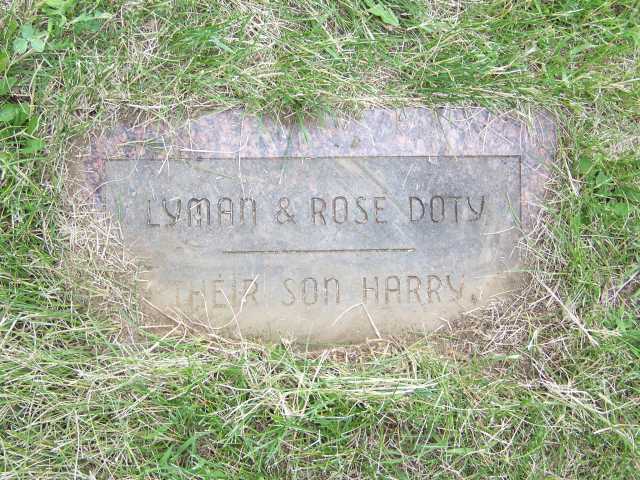 LYMAN & ROSE DOTY
THEIR SON HARRY.